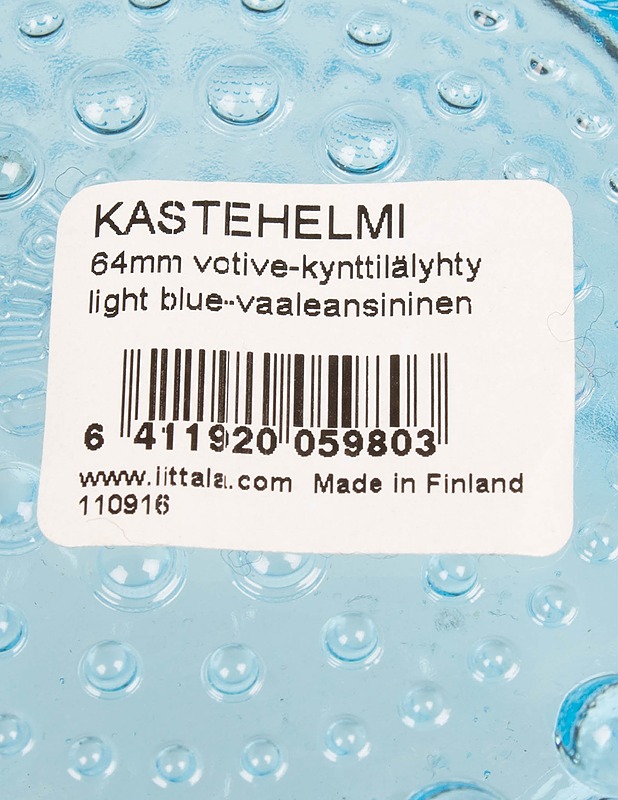 KASTEHELMI
64mm votive-kynttilälyhty
light blue-vaaleansininen
6 411920 059803
www.iittala.com Made in Finland
110916